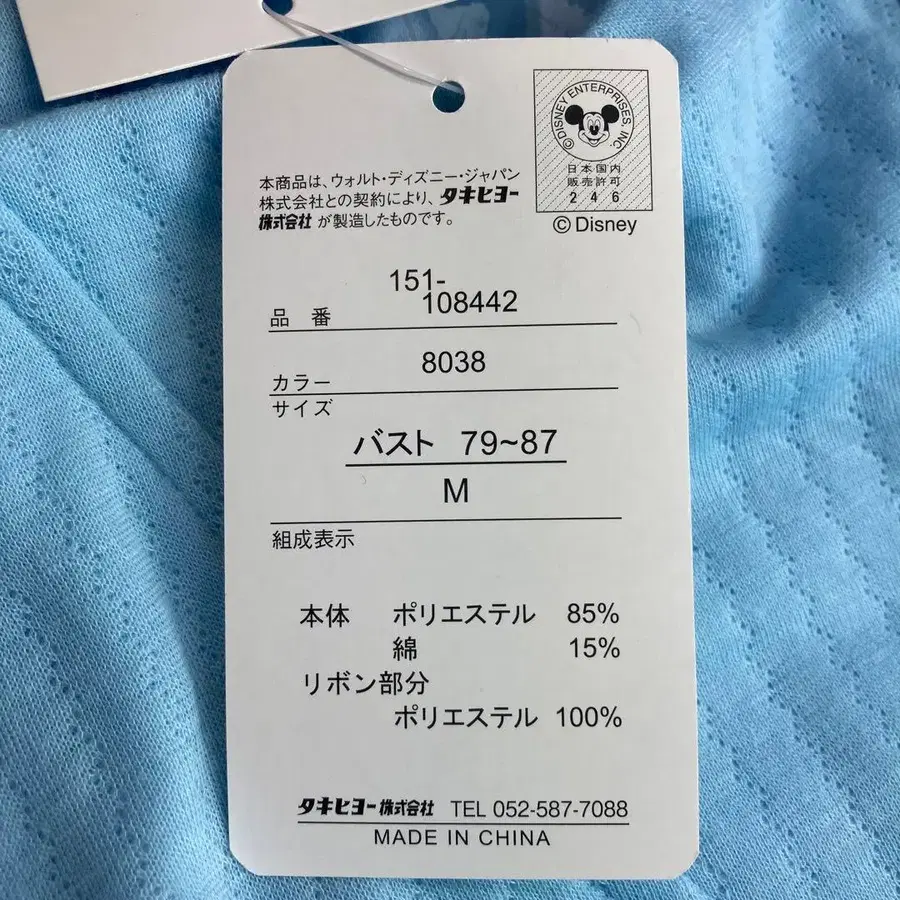 本商品は、ウォルト・ディズニー・ジャパン
株式会社との契約により、タキヒヨー
株式会社が製造したものです。
©DISNEY ENTERPRISES, INC.
日本国内
販売許可
246
© Disney
151-
108442
品番
8038
カラー
サイズ
バスト 79~87
M
組成表示
本体 ポリエステル 85%
綿 15%
リボン部分
ポリエステル 100%
タキヒヨー株式会社 TEL 052-587-7088
MADE IN CHINA